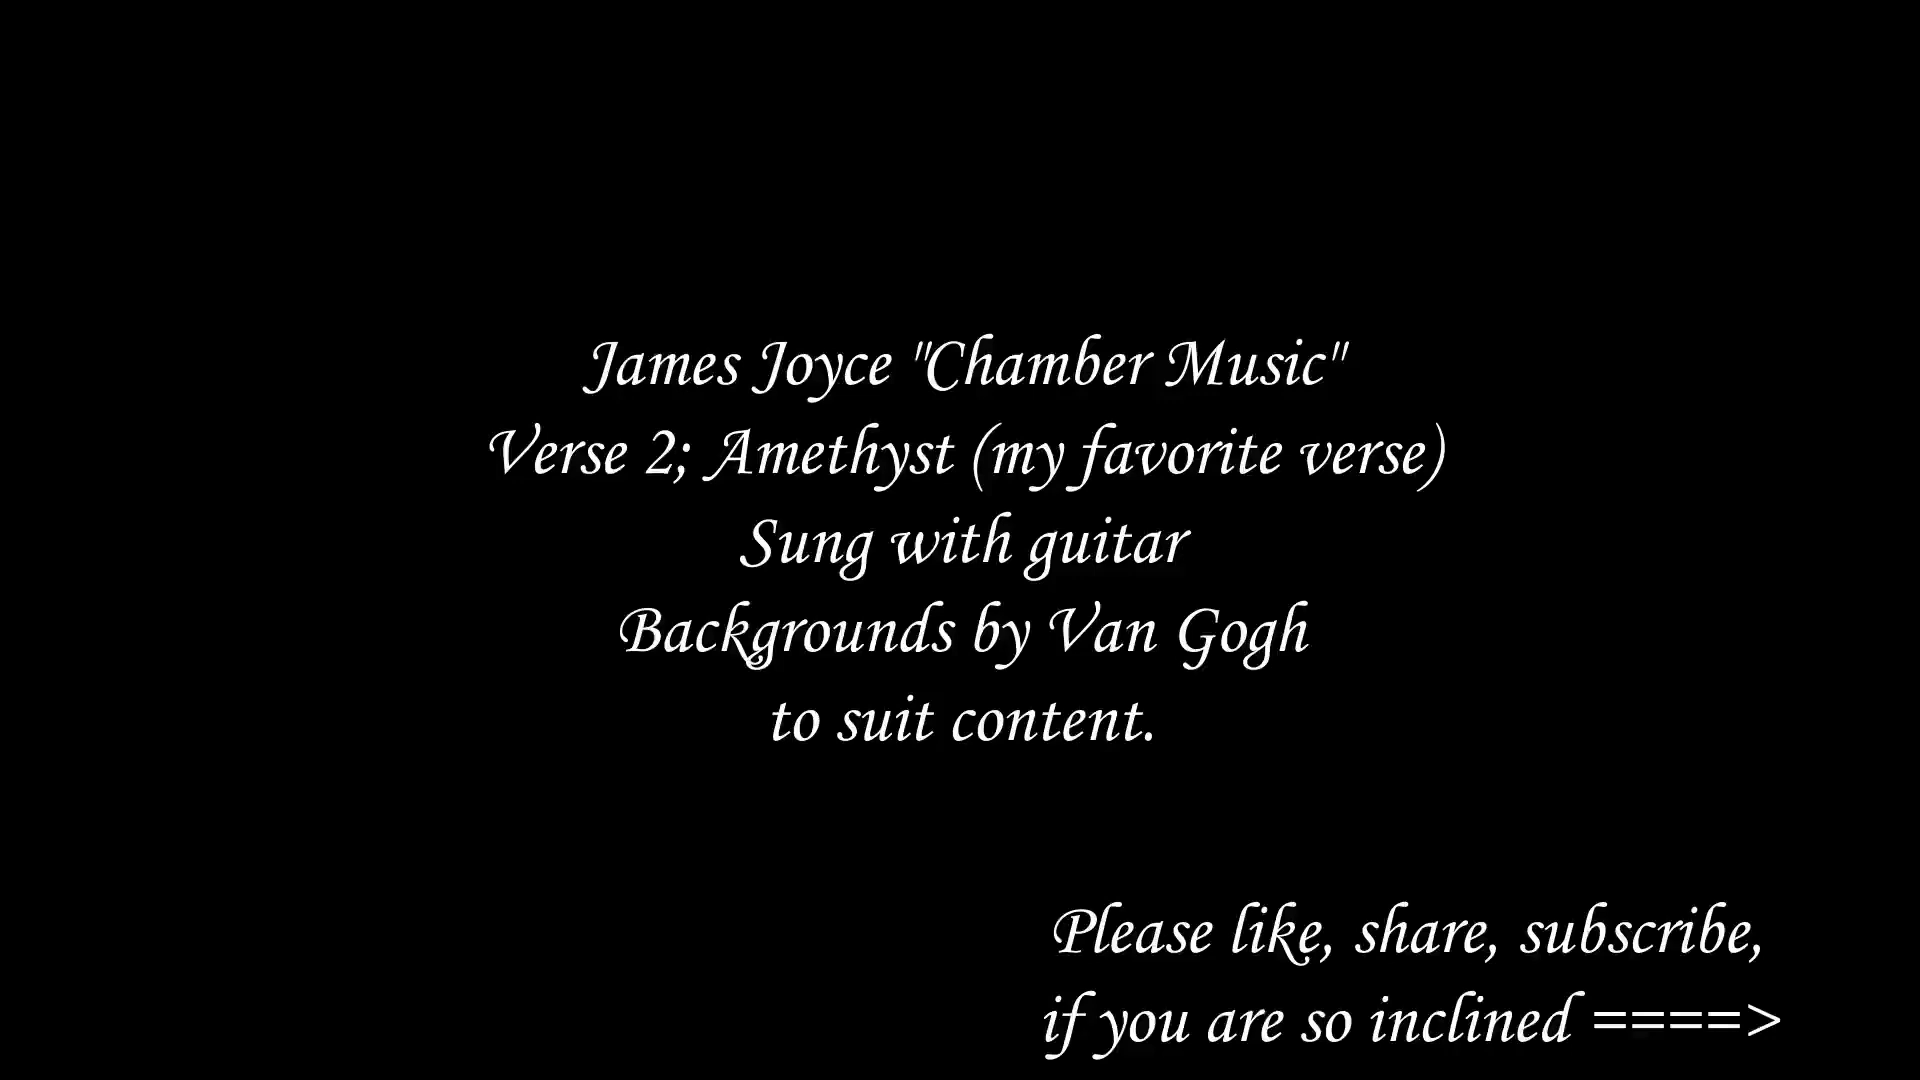 James Joyce "Chamber Music"
Verse 2; Amethyst (my favorite verse)
Sung with guitar
Backgrounds by Van Gogh
to suit content.
Please like, share, subscribe,
if you are so inclined ====>